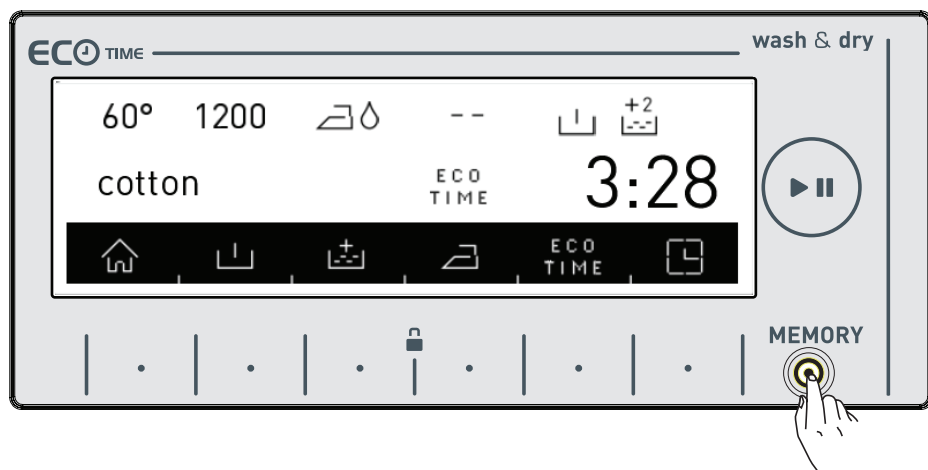 ECO TIME
wash & dry
60° 1200 -- +2
cotton ECO TIME 3:28
ECO TIME
MEMORY